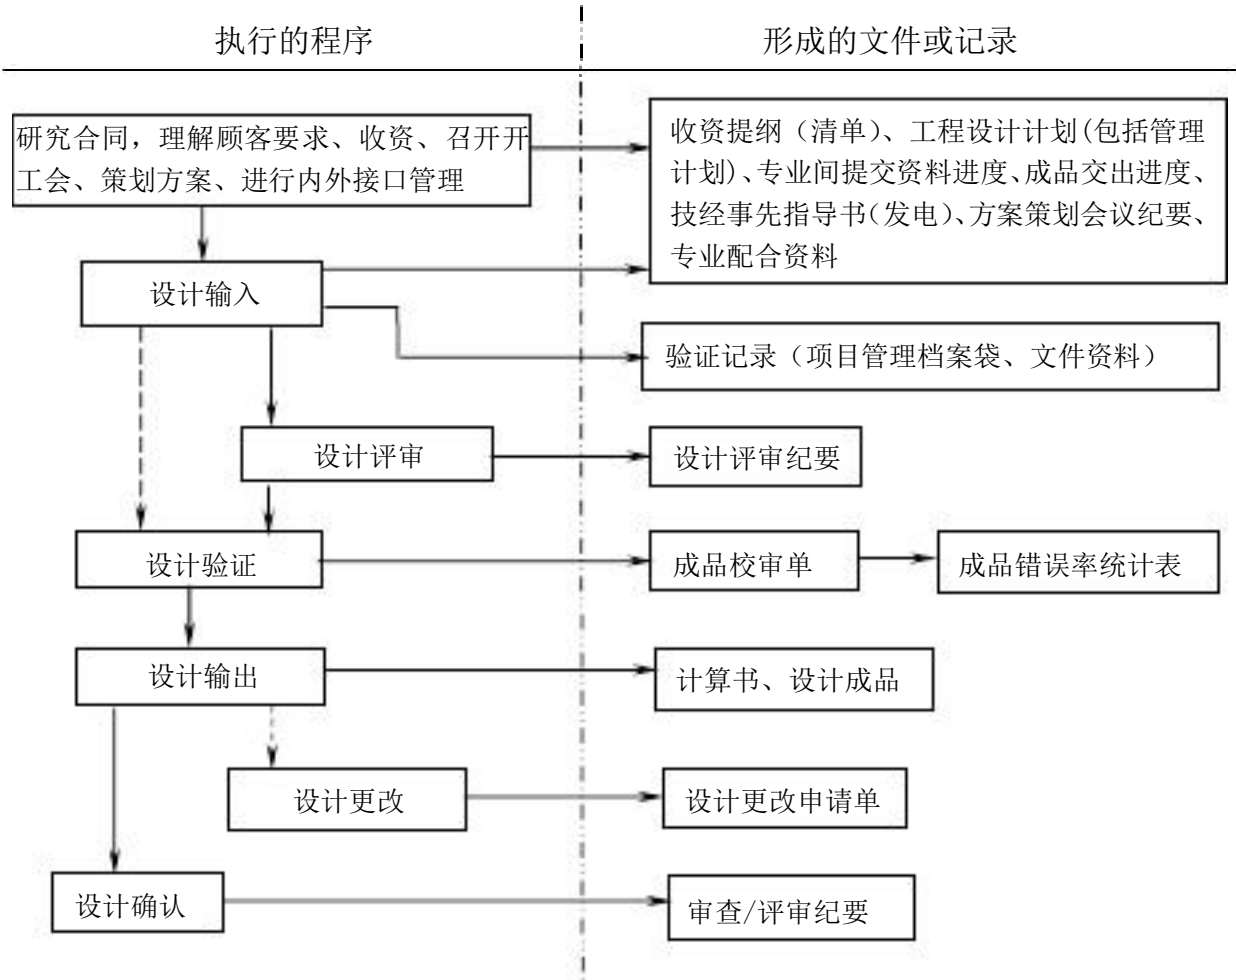 执行的程序
形成的文件或记录
研究合同，理解顾客要求、收资、召开开
工会、策划方案、进行内外接口管理
收资提纲（清单）、工程设计计划(包括管理
计划)、专业间提交资料进度、成品交出进度、
技经事先指导书(发电)、方案策划会议纪要、
专业配合资料
设计输入
验证记录（项目管理档案袋、文件资料）
设计评审
设计评审纪要
设计验证
成品校审单
成品错误率统计表
设计输出
计算书、设计成品
设计更改
设计更改申请单
设计确认
审查/评审纪要